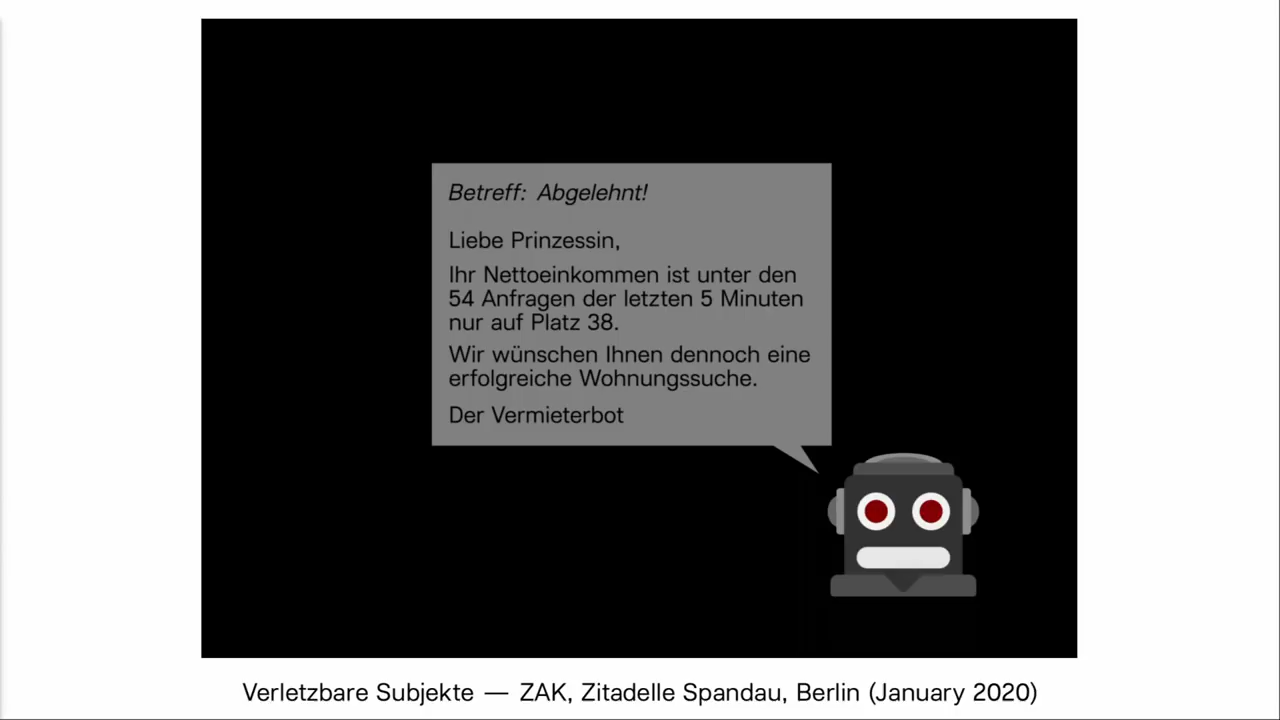 Betreff: Abgelehnt!
Liebe Prinzessin,
Ihr Nettoeinkommen ist unter den
54 Anfragen der letzten 5 Minuten
nur auf Platz 38.
Wir wünschen Ihnen dennoch eine
erfolgreiche Wohnungssuche.
Der Vermieterbot
Verletzbare Subjekte — ZAK, Zitadelle Spandau, Berlin (January 2020)